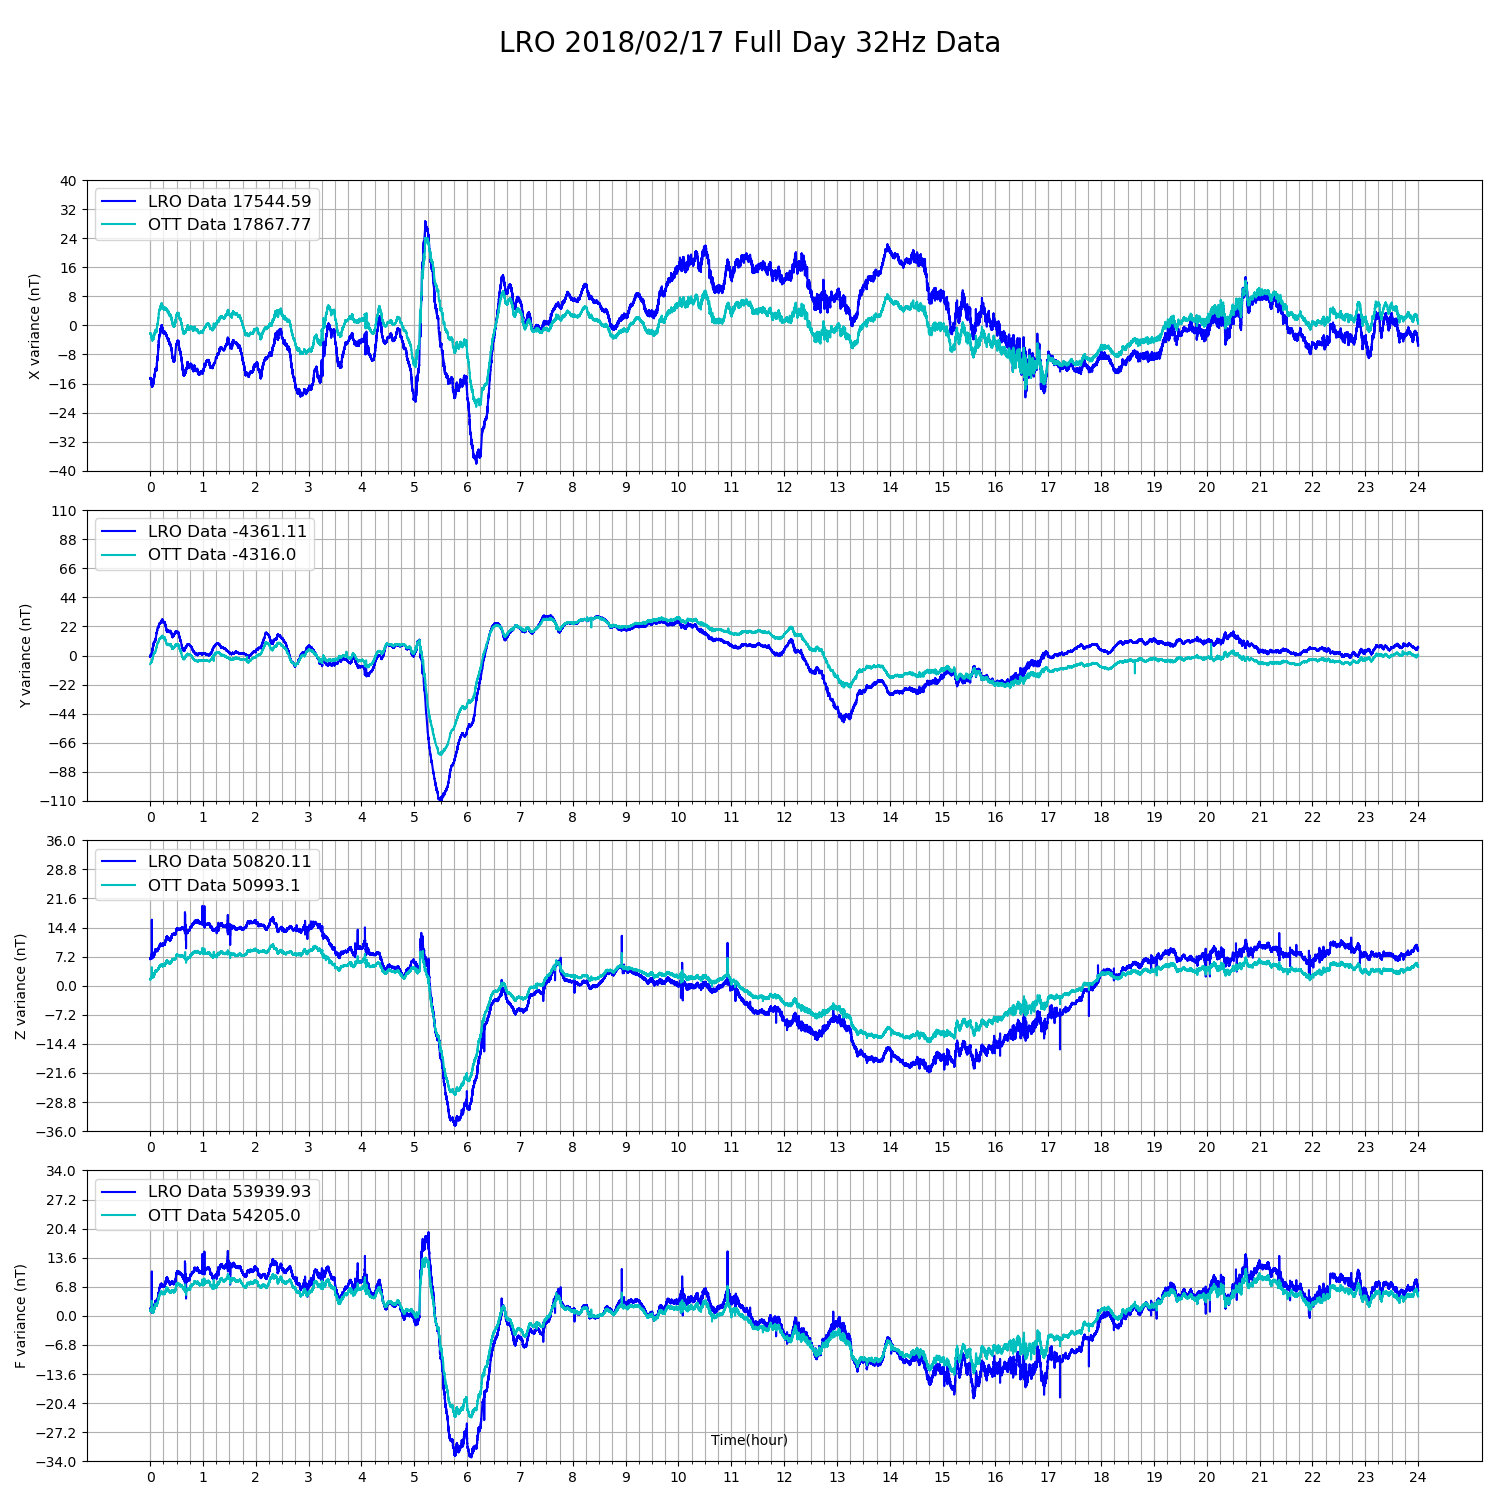 LRO 2018/02/17 Full Day 32Hz Data
X variance (nT)
LRO Data 17544.59
OTT Data 17867.77
40
32
24
16
8
0
−8
−16
−24
−32
−40
0 1 2 3 4 5 6 7 8 9 10 11 12 13 14 15 16 17 18 19 20 21 22 23 24
Y variance (nT)
LRO Data -4361.11
OTT Data -4316.0
110
88
66
44
22
0
−22
−44
−66
−88
−110
0 1 2 3 4 5 6 7 8 9 10 11 12 13 14 15 16 17 18 19 20 21 22 23 24
Z variance (nT)
LRO Data 50820.11
OTT Data 50993.1
36.0
28.8
21.6
14.4
7.2
0.0
−7.2
−14.4
−21.6
−28.8
−36.0
0 1 2 3 4 5 6 7 8 9 10 11 12 13 14 15 16 17 18 19 20 21 22 23 24
F variance (nT)
LRO Data 53939.93
OTT Data 54205.0
34.0
27.2
20.4
13.6
6.8
0.0
−6.8
−13.6
−20.4
−27.2
−34.0
Time(hour)
0 1 2 3 4 5 6 7 8 9 10 11 12 13 14 15 16 17 18 19 20 21 22 23 24